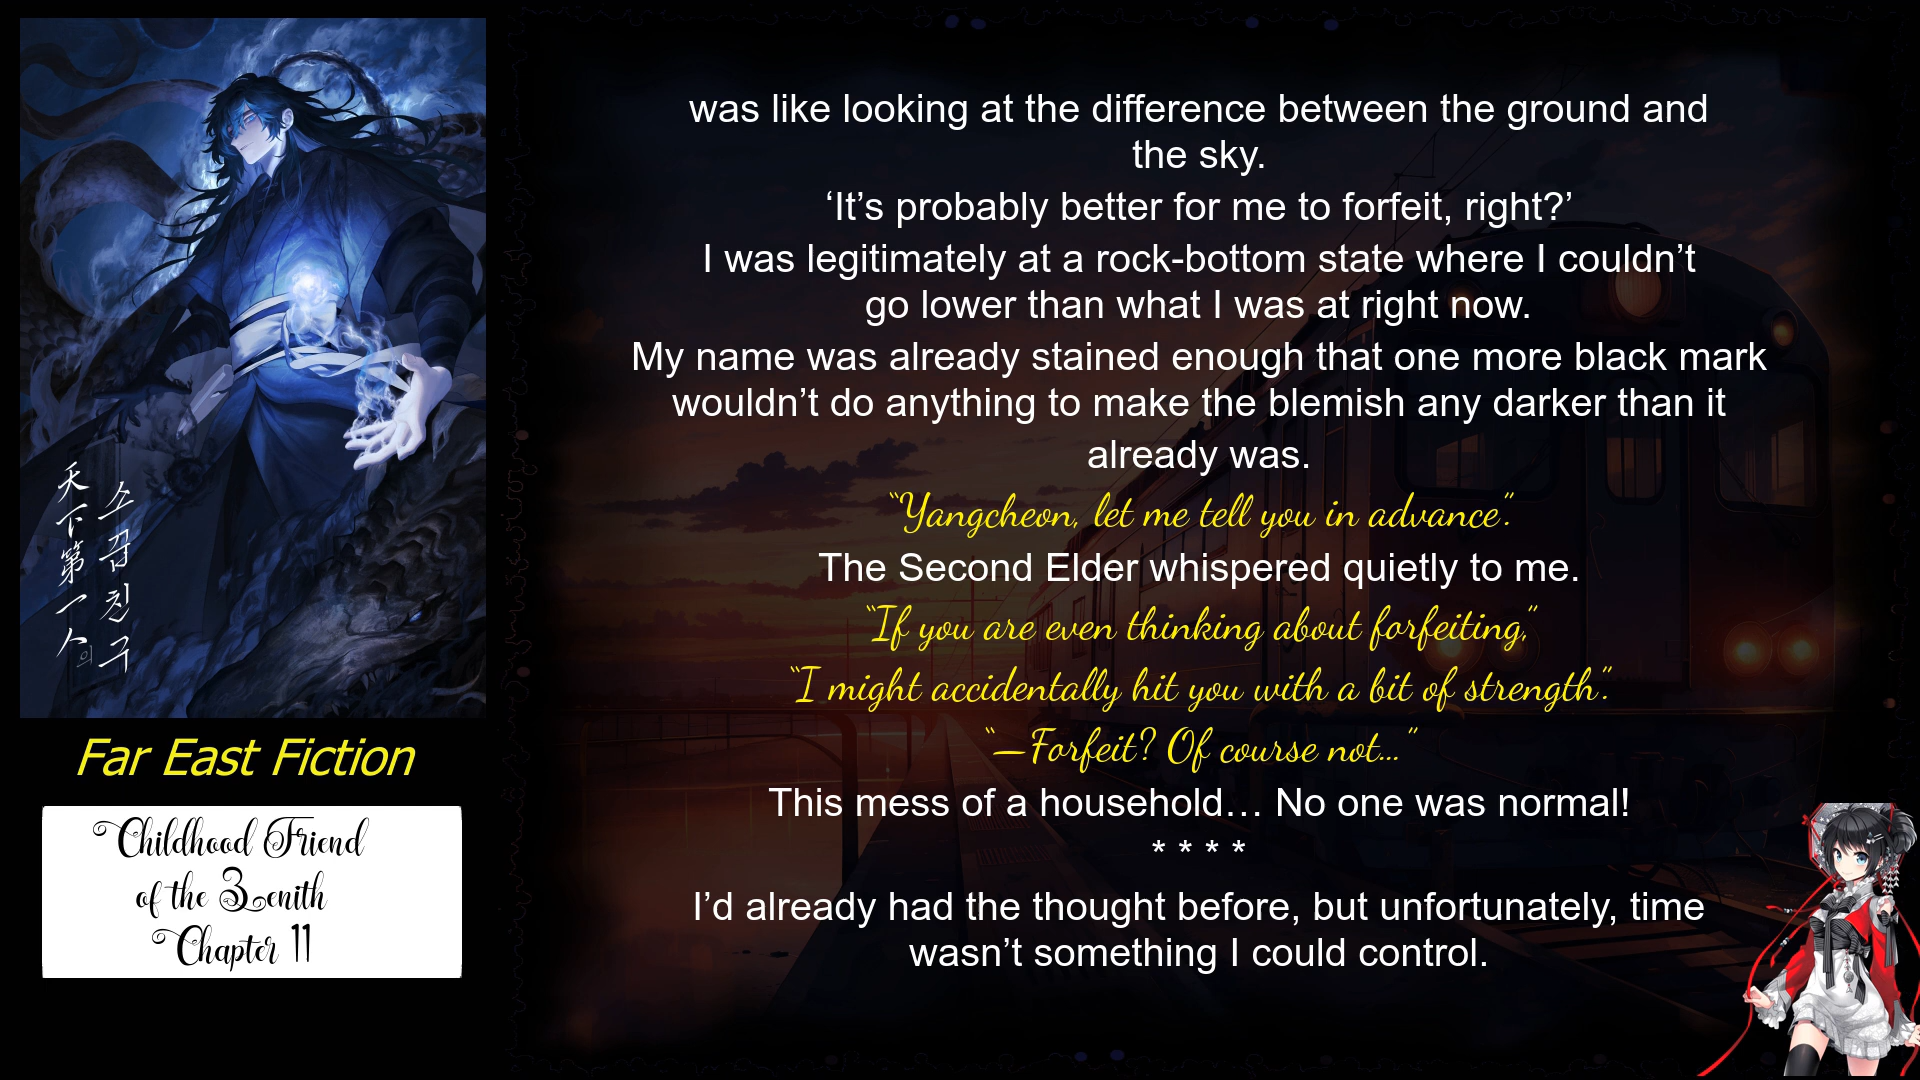 天下第一人의
소꿉친구
Far East Fiction
Childhood Friend
of the Zenith
Chapter 11
was like looking at the difference between the ground and
the sky.
‘It’s probably better for me to forfeit, right?’
I was legitimately at a rock-bottom state where I couldn’t
go lower than what I was at right now.
My name was already stained enough that one more black mark
wouldn’t do anything to make the blemish any darker than it
already was.
“Yangcheon, let me tell you in advance”.
The Second Elder whispered quietly to me.
“If you are even thinking about forfeiting,”
“I might accidentally hit you with a bit of strength”.
“—Forfeit? Of course not…”
This mess of a household… No one was normal!
* * * *
I’d already had the thought before, but unfortunately, time
wasn’t something I could control.